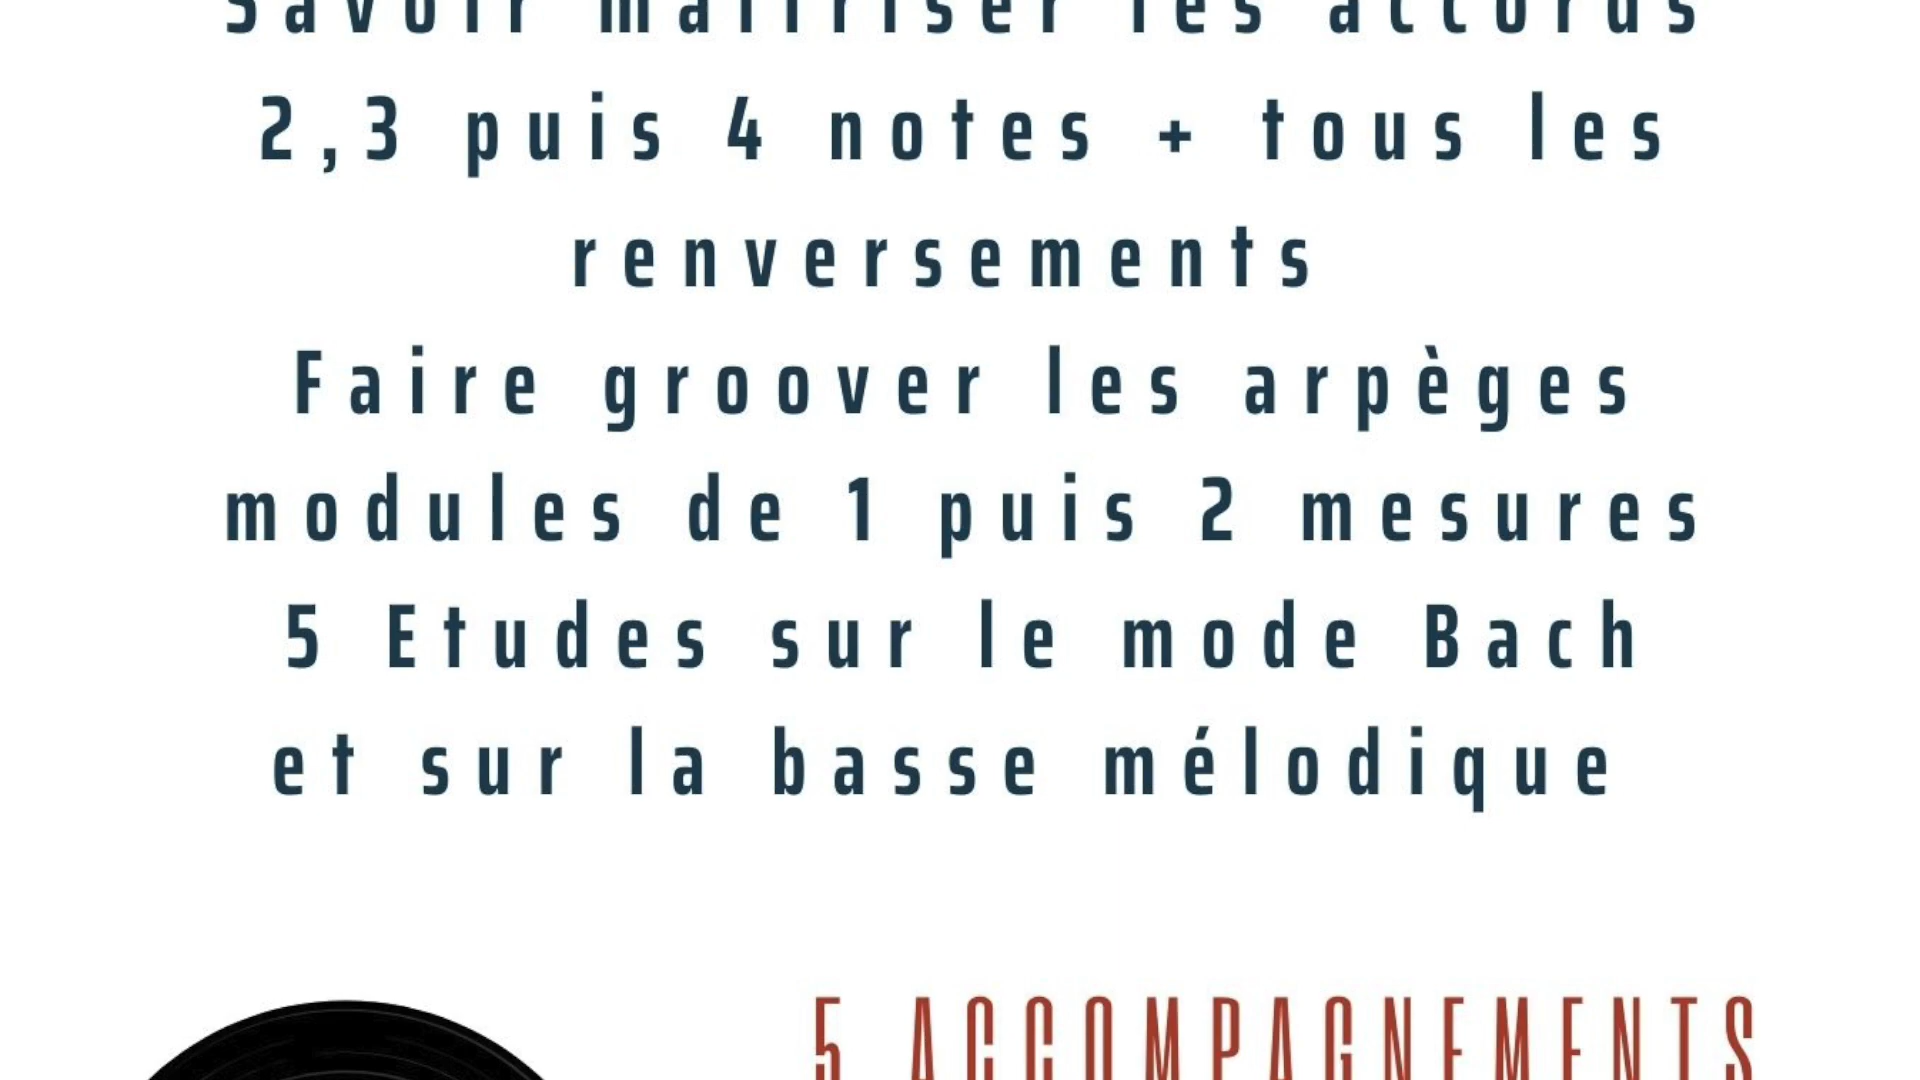 Savoir maîtriser les accords
2,3 puis 4 notes + tous les
renversements
Faire groover les arpèges
modules de 1 puis 2 mesures
5 Etudes sur le mode Bach
et sur la basse mélodique
5 ACCOMPAGNEMENTS